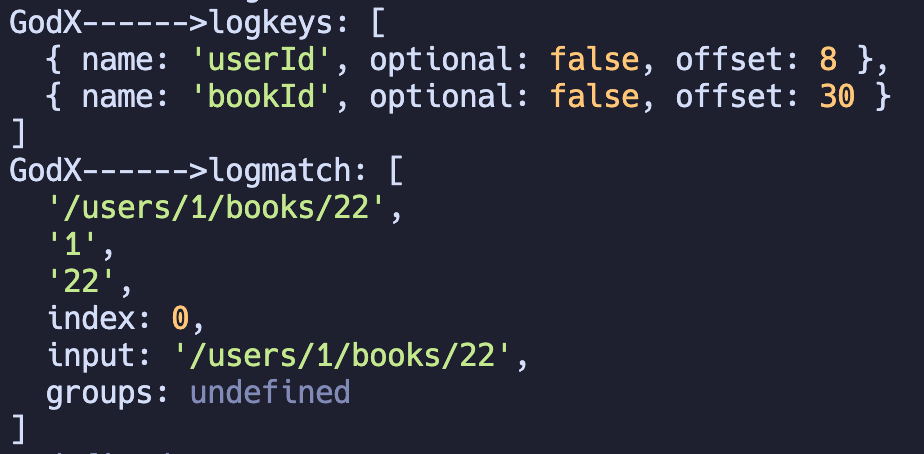 GodX------>logkeys: [
  { name: 'userId', optional: false, offset: 8 },
  { name: 'bookId', optional: false, offset: 30 }
]
GodX------>logmatch: [
  '/users/1/books/22',
  '1',
  '22',
  index: 0,
  input: '/users/1/books/22',
  groups: undefined
]